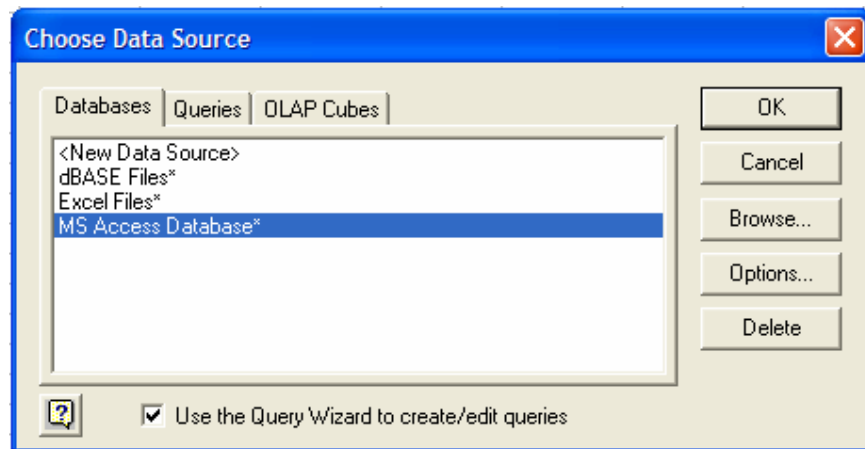 Choose Data Source
Databases Queries OLAP Cubes
<New Data Source>
dBASE Files*
Excel Files*
MS Access Database*
OK
Cancel
Browse...
Options...
Delete
Use the Query Wizard to create/edit queries